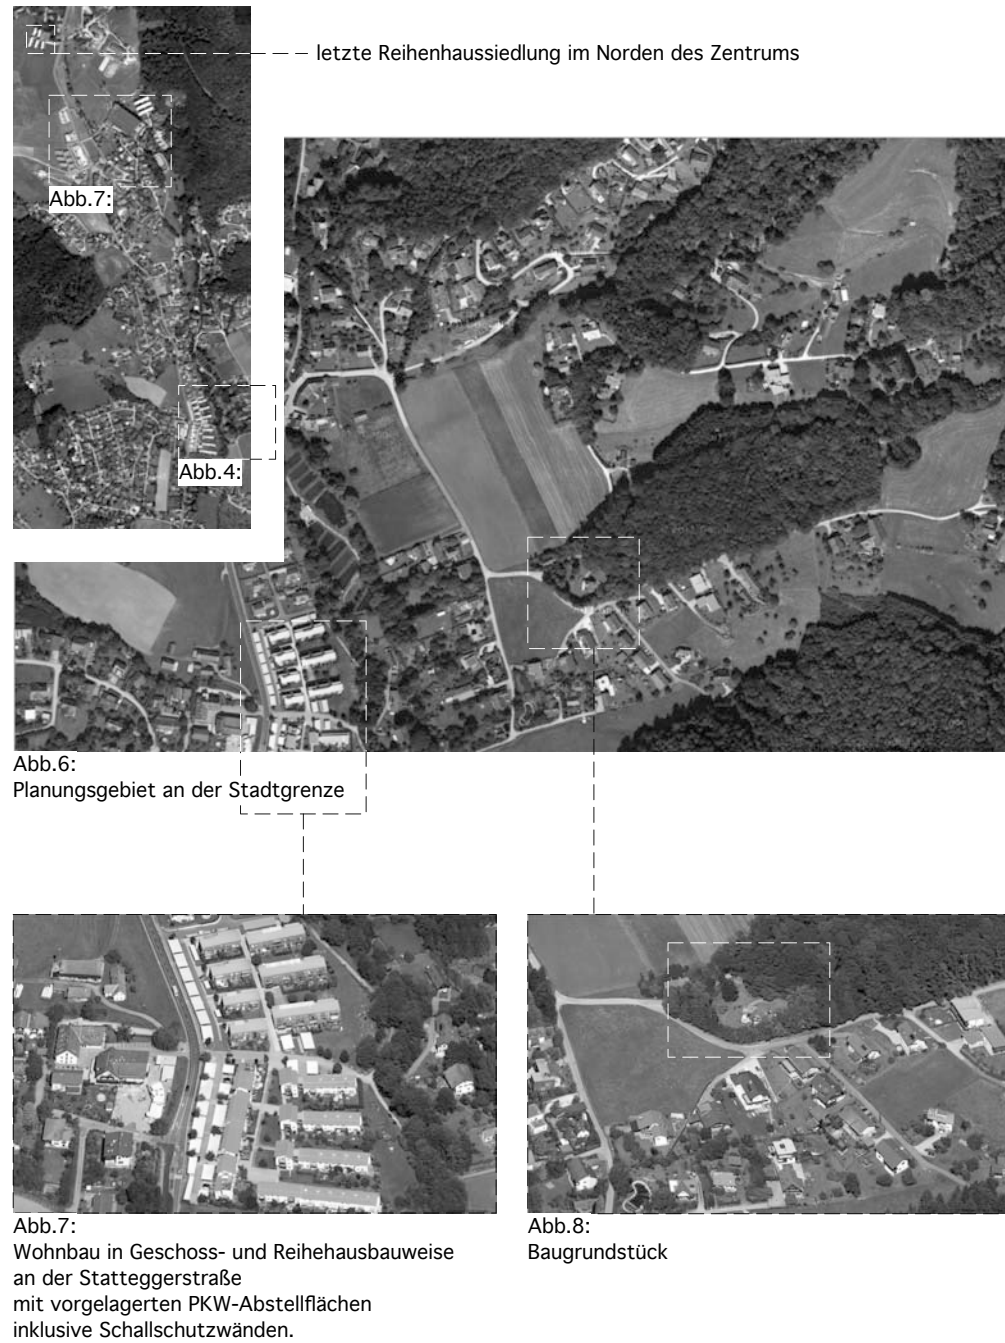 letzte Reihenhaussiedlung im Norden des Zentrums
Abb.7:
Abb.4:
Abb.6:
Planungsgebiet an der Stadtgrenze
Abb.7:
Wohnbau in Geschoss- und Reihehausbauweise
an der Statteggerstraße
mit vorgelagerten PKW-Abstellflächen
inklusive Schallschutzwänden.
Abb.8:
Baugrundstück